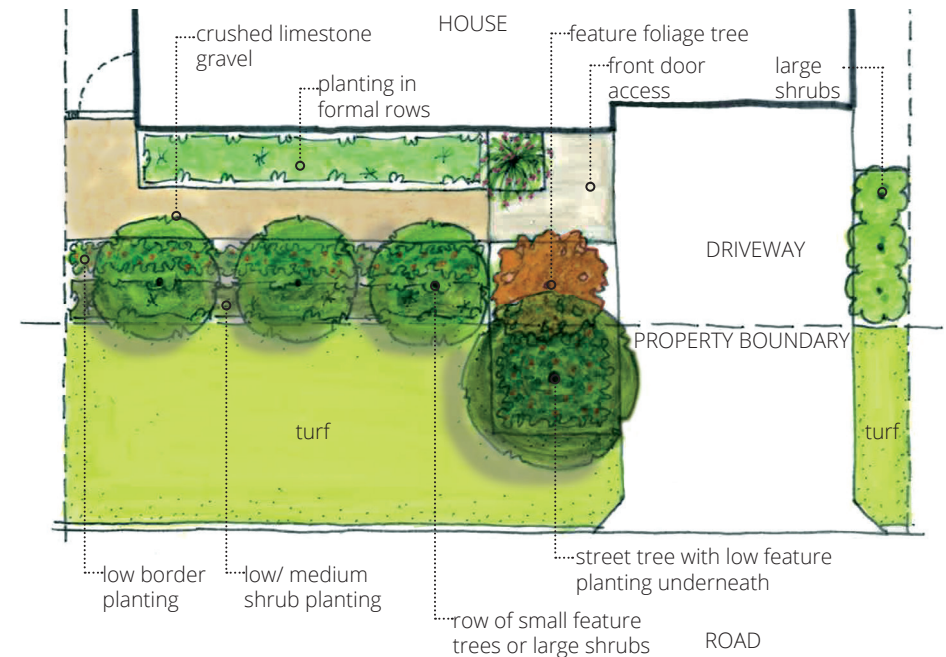 HOUSE
crushed limestone
gravel
feature foliage tree
planting in
formal rows
front door
access
large
shrubs
DRIVEWAY
PROPERTY BOUNDARY
turf
turf
low border
planting
low/ medium
shrub planting
street tree with low feature
planting underneath
row of small feature
trees or large shrubs
ROAD